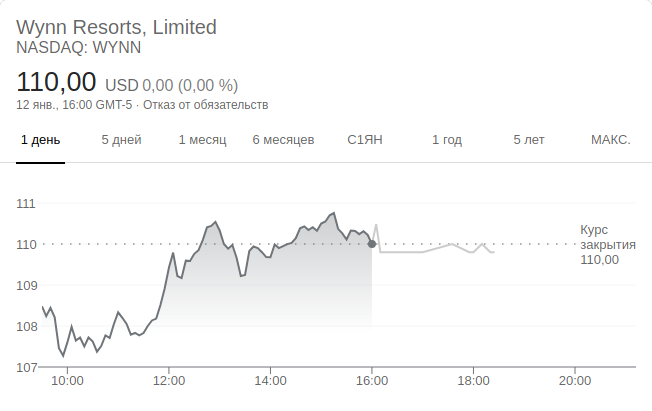 Wynn Resorts, Limited
NASDAQ: WYNN
110,00 USD 0,00 (0,00 %)
12 янв., 16:00 GMT-5 · Отказ от обязательств
1 день 5 дней 1 месяц 6 месяцев С1ЯН 1 год 5 лет МАКС.
111
110
109
108
107
Курс
закрытия
110,00
10:00 12:00 14:00 16:00 18:00 20:00